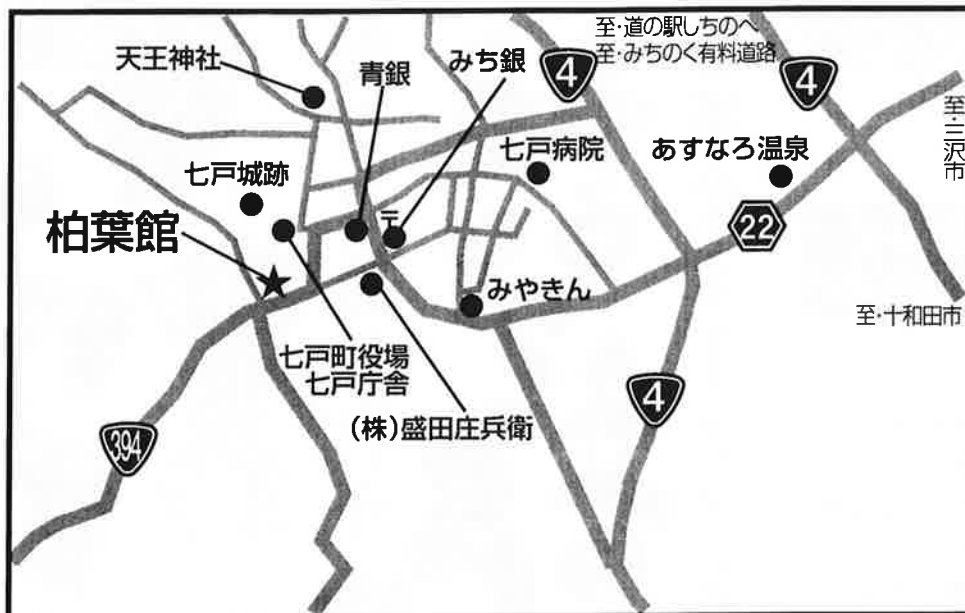 至・道の駅しちのへ
至・みちのく有料道路
4
4
天王神社
青銀
みち銀
至・三沢市
七戸病院
あすなろ温泉
七戸城跡
柏葉館
〒
22
みやきん
至・十和田市
七戸町役場
七戸庁舎
4
(株)盛田庄兵衛
394